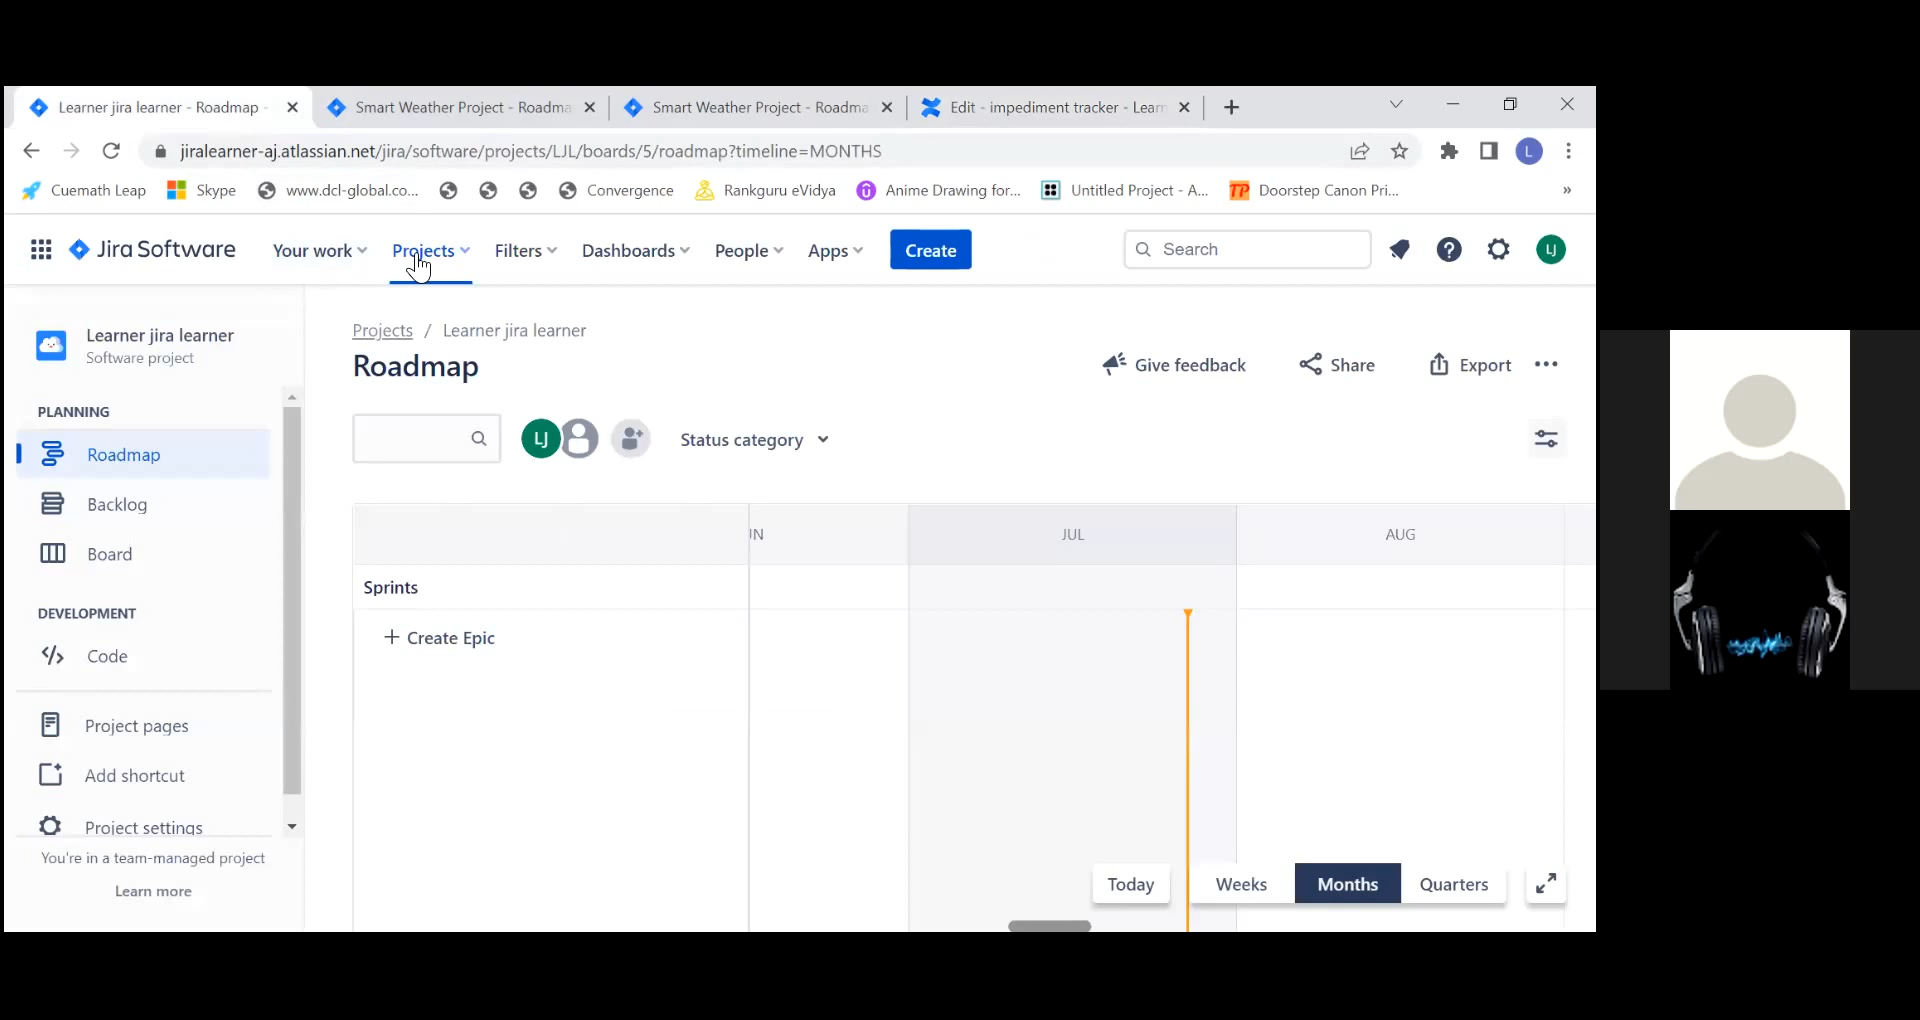 Learner jira learner - Roadmap -
Smart Weather Project - Roadma
Smart Weather Project - Roadma
Edit - impediment tracker - Learn
jiralearner-aj.atlassian.net/jira/software/projects/LJL/boards/5/roadmap?timeline=MONTHS
L
Cuemath Leap
Skype
www.dcl-global.co...
Convergence
Rankguru eVidya
Anime Drawing for...
Untitled Project - A...
TP
Doorstep Canon Pri...
»
Jira Software
Your work
Projects
Filters
Dashboards
People
Apps
Create
Search
LJ
Learner jira learner
Software project
PLANNING
Roadmap
Backlog
Board
DEVELOPMENT
Code
Project pages
Add shortcut
Project settings
You're in a team-managed project
Learn more
Projects / Learner jira learner
Roadmap
Give feedback
Share
Export
LJ
Status category
JUN
JUL
AUG
Sprints
+ Create Epic
Today
Weeks
Months
Quarters